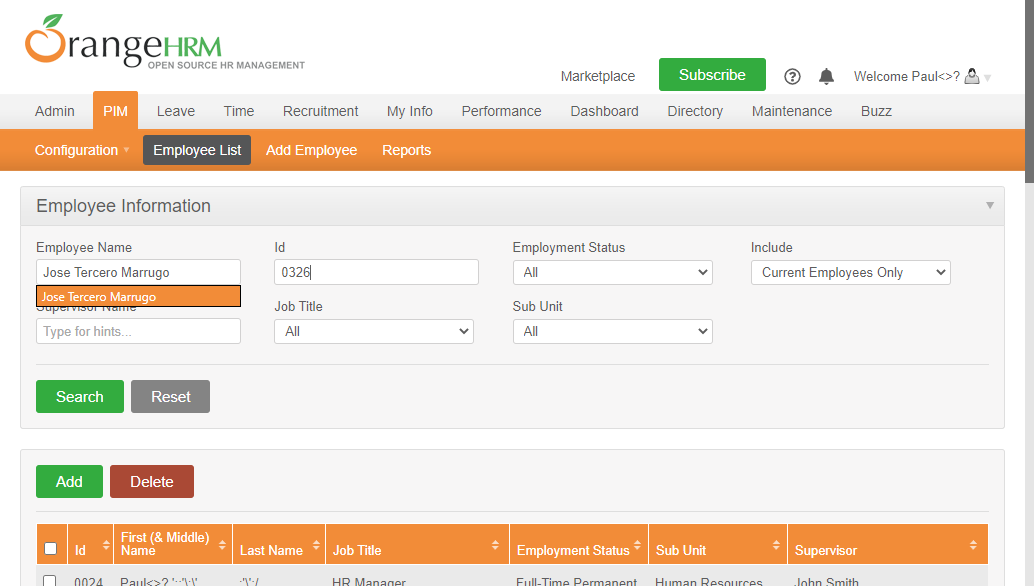 OrangeHRM
OPEN SOURCE HR MANAGEMENT
Marketplace Subscribe Welcome Paul<>?
Admin PIM Leave Time Recruitment My Info Performance Dashboard Directory Maintenance Buzz
Configuration Employee List Add Employee Reports
Employee Information
Employee Name Id Employment Status Include
Jose Tercero Marrugo 0326 All Current Employees Only
Jose Tercero Marrugo
Supervisor Name Job Title Sub Unit
Type for hints... All All
Search Reset
Add Delete
Id First (& Middle) Name Last Name Job Title Employment Status Sub Unit Supervisor
0024 HR Manager Full-Time Permanent Human Resources John Smith